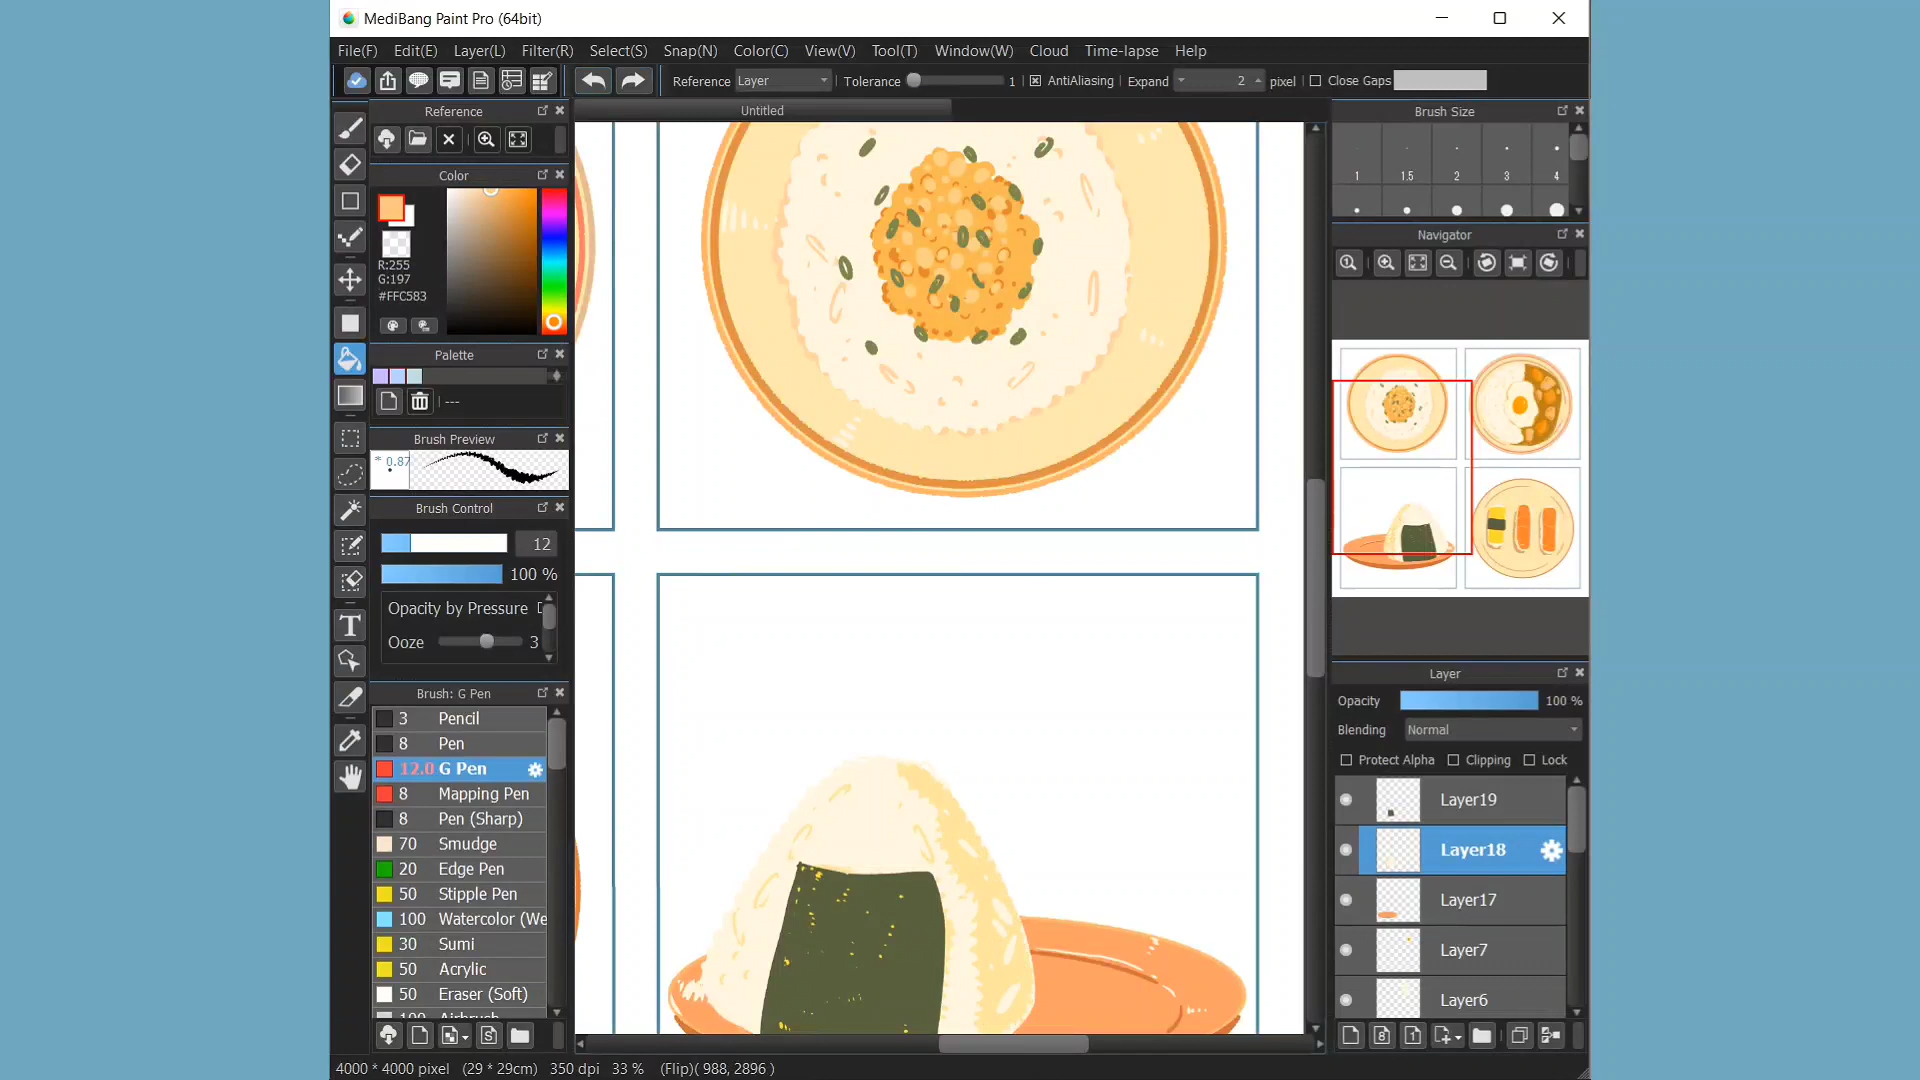 MediBang Paint Pro (64bit)
File(F) Edit(E) Layer(L) Filter(R) Select(S) Snap(N) Color(C) View(V) Tool(T) Window(W) Cloud Time-lapse Help
Reference Layer Tolerance 1 AntiAliasing Expand 2 pixel Close Gaps
Untitled
Reference
Color
R:255
G:197
#FFC583
Palette
---
Brush Preview
* 0.87
Brush Control
12
100 %
Opacity by Pressure
Ooze 3
Brush: G Pen
3 Pencil
8 Pen
12.0 G Pen
8 Mapping Pen
8 Pen (Sharp)
70 Smudge
20 Edge Pen
50 Stipple Pen
100 Watercolor (We
30 Sumi
50 Acrylic
50 Eraser (Soft)
100 Airbrush
Brush Size
1 1.5 2 3 4
Navigator
Layer
Opacity 100 %
Blending Normal
Protect Alpha Clipping Lock
Layer19
Layer18
Layer17
Layer7
Layer6
4000 * 4000 pixel (29 * 29cm) 350 dpi 33 % (Flip)( 988, 2896 )